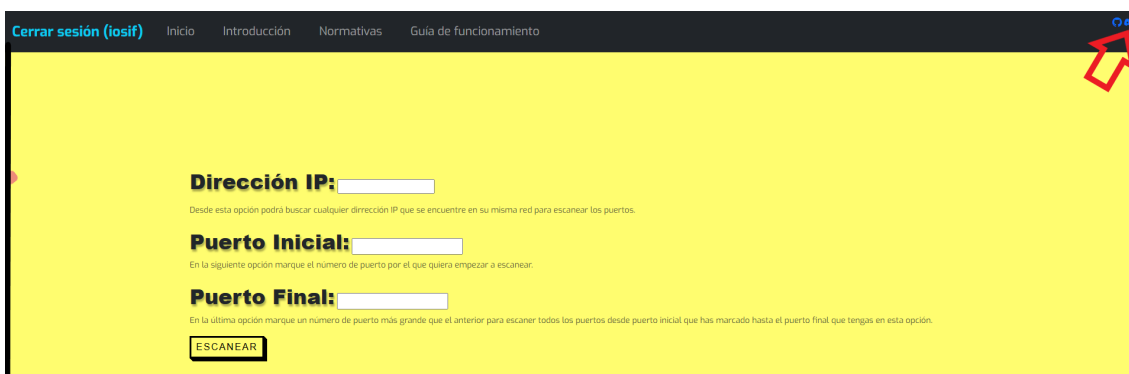 Cerrar sesión (iosif) Inicio Introducción Normativas Guía de funcionamiento
Dirección IP:
Desde esta opción podrá buscar cualquier dirrección IP que se encuentre en su misma red para escanear los puertos.
Puerto Inicial:
En la siguiente opción marque el número de puerto por el que quiera empezar a escanear.
Puerto Final:
En la última opción marque un número de puerto más grande que el anterior para escaner todos los puertos desde puerto inicial que has marcado hasta el puerto final que tengas en esta opción.
ESCANEAR